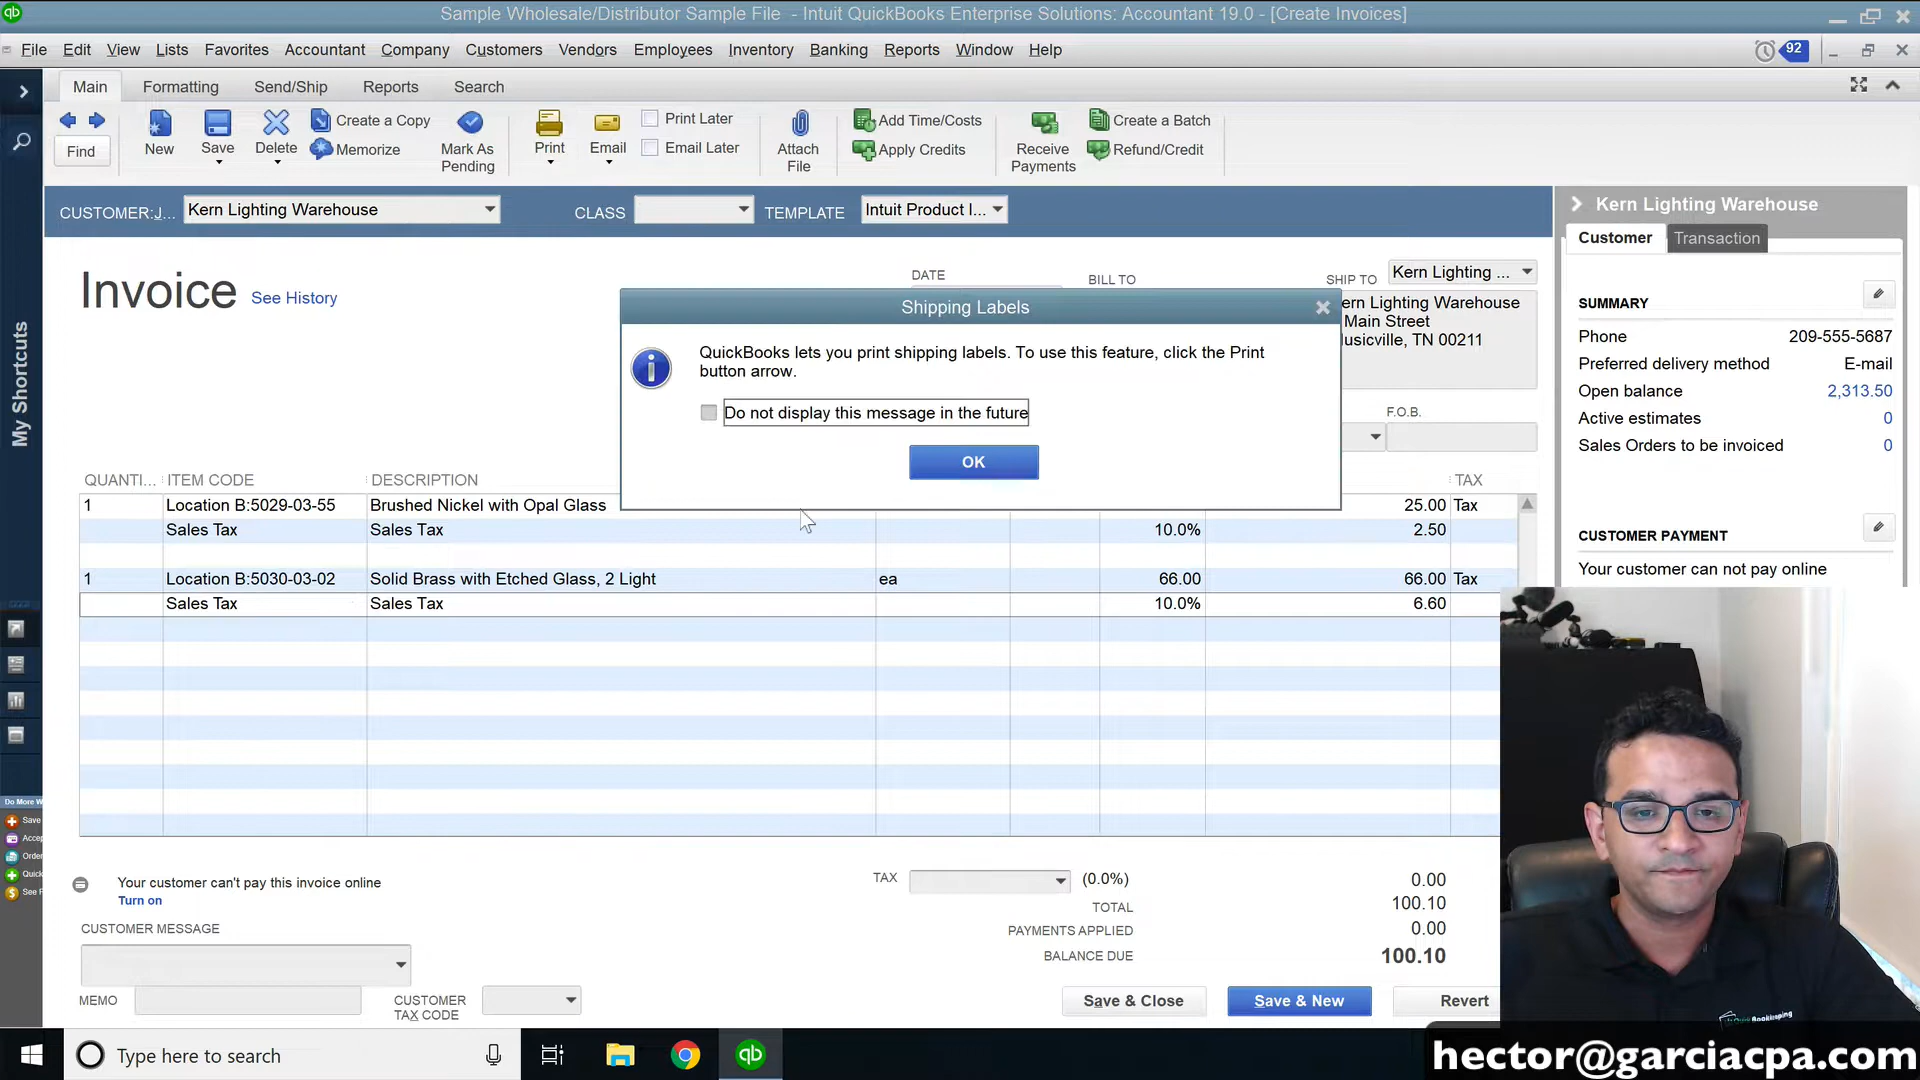 Sample Wholesale/Distributor Sample File - Intuit QuickBooks Enterprise Solutions: Accountant 19.0 - [Create Invoices]
File Edit View Lists Favorites Accountant Company Customers Vendors Employees Inventory Banking Reports Window Help 92
Main Formatting Send/Ship Reports Search
Find New Save Delete Create a Copy Memorize Mark As Pending Print Email Print Later Email Later Attach File Add Time/Costs Apply Credits Receive Payments Create a Batch Refund/Credit
CUSTOMER:J... Kern Lighting Warehouse CLASS TEMPLATE Intuit Product I...
Kern Lighting Warehouse
Customer Transaction
My Shortcuts
Invoice See History
DATE BILL TO SHIP TO Kern Lighting ...
ern Lighting Warehouse
Main Street
usicville, TN 00211
F.O.B.
Shipping Labels
QuickBooks lets you print shipping labels. To use this feature, click the Print
button arrow.
Do not display this message in the future
OK
SUMMARY
Phone 209-555-5687
Preferred delivery method E-mail
Open balance 2,313.50
Active estimates 0
Sales Orders to be invoiced 0
CUSTOMER PAYMENT
Your customer can not pay online
QUANTI... ITEM CODE DESCRIPTION TAX
1 Location B:5029-03-55 Brushed Nickel with Opal Glass 25.00 Tax
Sales Tax Sales Tax 10.0% 2.50
1 Location B:5030-03-02 Solid Brass with Etched Glass, 2 Light ea 66.00 66.00 Tax
Sales Tax Sales Tax 10.0% 6.60
Do More W
Save
Acce
Order
Quick
See F
Your customer can't pay this invoice online
Turn on
CUSTOMER MESSAGE
MEMO
CUSTOMER
TAX CODE
TAX (0.0%) 0.00
TOTAL 100.10
PAYMENTS APPLIED 0.00
BALANCE DUE 100.10
Save & Close Save & New Revert
Type here to search
hector@garciacpa.com